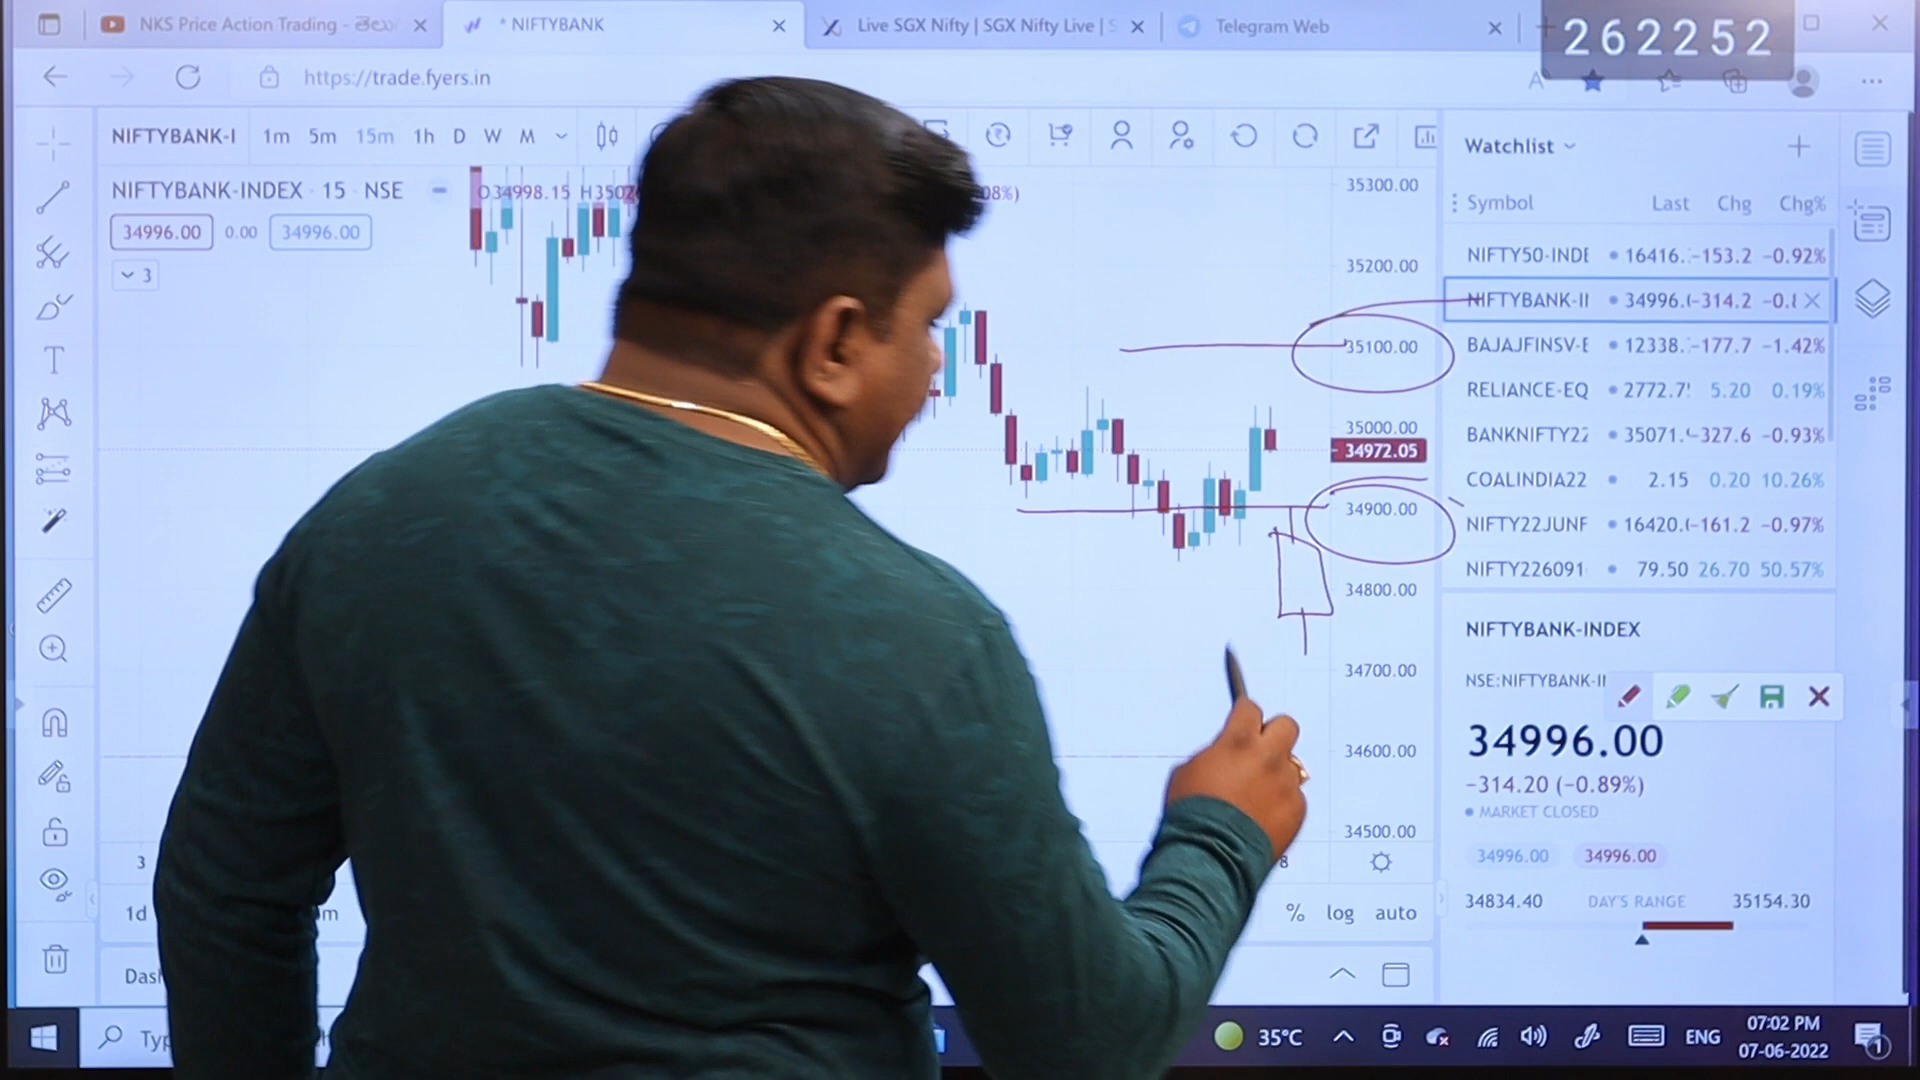 NKS Price Action Trading - తెలు
* NIFTYBANK
Live SGX Nifty | SGX Nifty Live | S
Telegram Web
262252
https://trade.fyers.in
NIFTYBANK-I 1m 5m 15m 1h D W M
NIFTYBANK-INDEX · 15 · NSE
O34998.15 H3502
08%)
34996.00 0.00 34996.00
3
35300.00
35200.00
35100.00
35000.00
34972.05
34900.00
34800.00
34700.00
34600.00
34500.00
Watchlist
Symbol Last Chg Chg%
NIFTY50-INDE 16416. -153.2 -0.92%
NIFTYBANK-II 34996.( -314.2 -0.8
BAJAJFINSV-E 12338. -177.7 -1.42%
RELIANCE-EQ 2772.7 5.20 0.19%
BANKNIFTY22 35071. -327.6 -0.93%
COALINDIA22 2.15 0.20 10.26%
NIFTY22JUNF 16420.( -161.2 -0.97%
NIFTY226091 79.50 26.70 50.57%
NIFTYBANK-INDEX
NSE:NIFTYBANK-II
34996.00
-314.20 (-0.89%)
MARKET CLOSED
34996.00 34996.00
34834.40 DAY'S RANGE 35154.30
3
8
1d
m
% log auto
Das
Typ
35°C
ENG
07:02 PM
07-06-2022
1